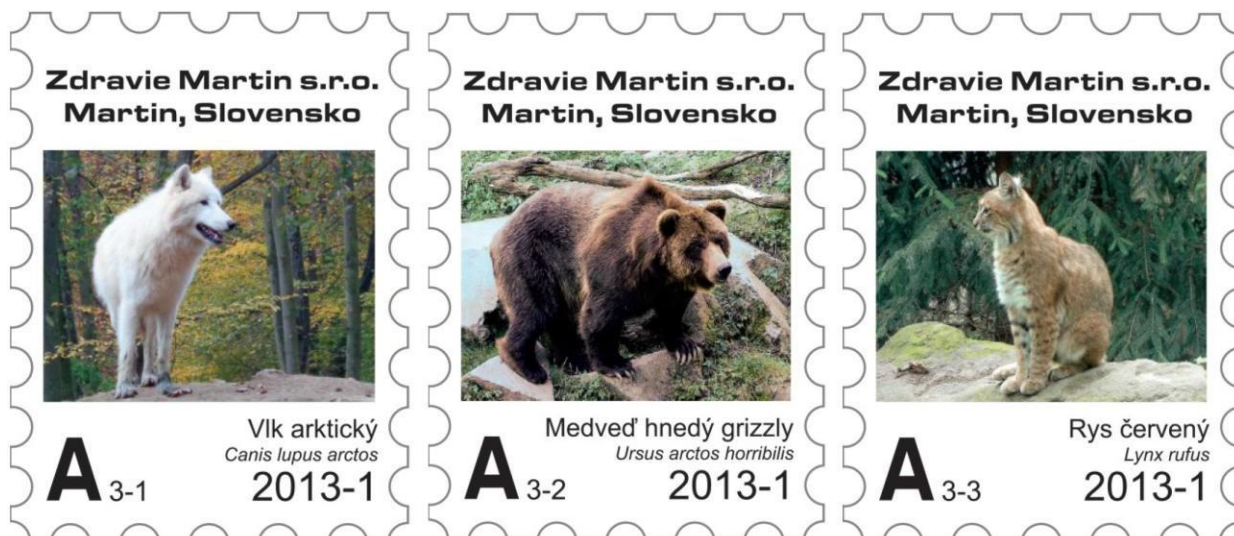 Zdravie Martin s.r.o.
Martin, Slovensko
Vlk arktický
Canis lupus arctos
A 3-1
2013-1
Zdravie Martin s.r.o.
Martin, Slovensko
Medveď hnedý grizzly
Ursus arctos horribilis
A 3-2
2013-1
Zdravie Martin s.r.o.
Martin, Slovensko
Rys červený
Lynx rufus
A 3-3
2013-1